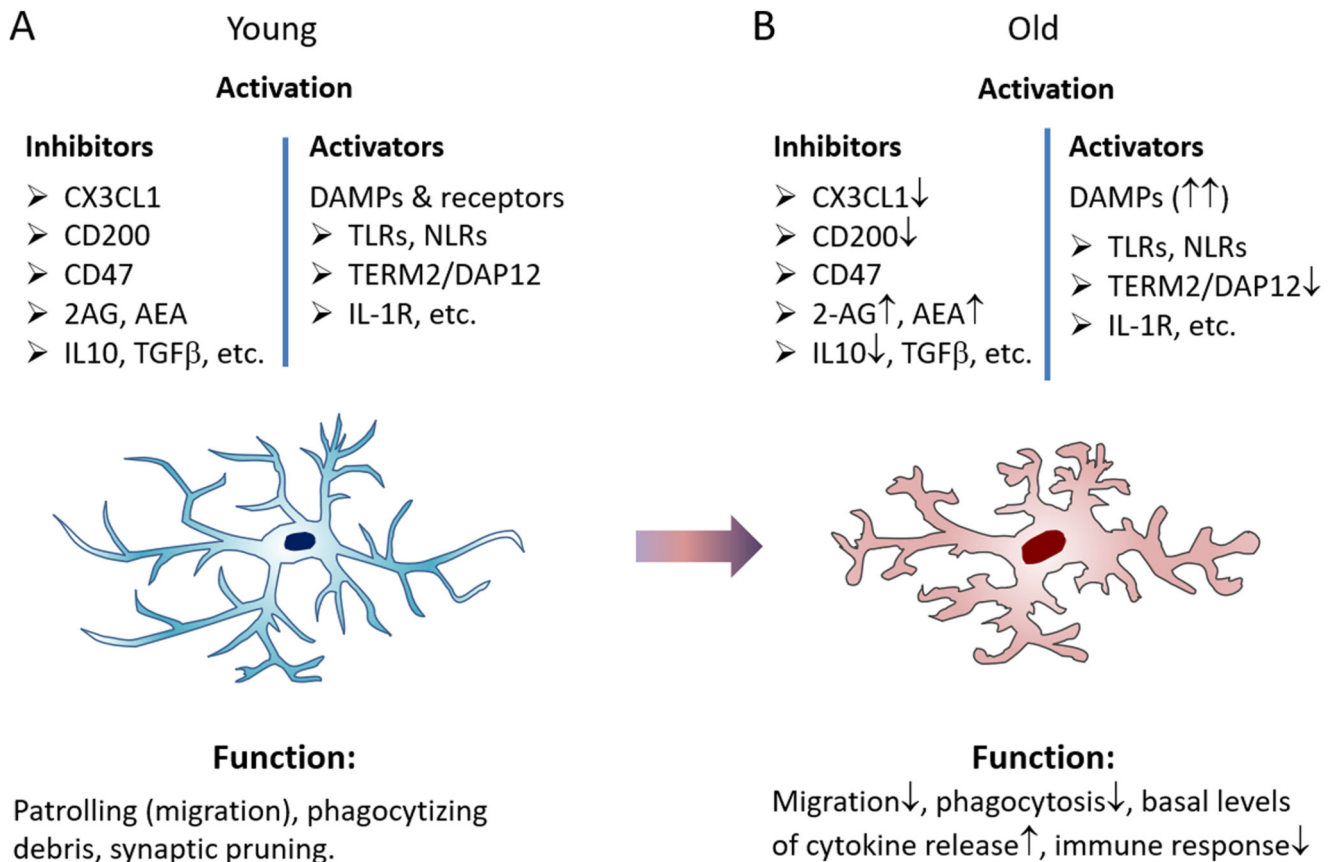 A
Young
Activation
Inhibitors
➢ CX3CL1
➢ CD200
➢ CD47
➢ 2AG, AEA
➢ IL10, TGFβ, etc.
Activators
DAMPs & receptors
➢ TLRs, NLRs
➢ TERM2/DAP12
➢ IL-1R, etc.
Function:
Patrolling (migration), phagocytizing
debris, synaptic pruning.
B
Old
Activation
Inhibitors
➢ CX3CL1↓
➢ CD200↓
➢ CD47
➢ 2-AG↑, AEA↑
➢ IL10↓, TGFβ, etc.
Activators
DAMPs (↑↑)
➢ TLRs, NLRs
➢ TERM2/DAP12↓
➢ IL-1R, etc.
Function:
Migration↓, phagocytosis↓, basal levels
of cytokine release↑, immune response↓